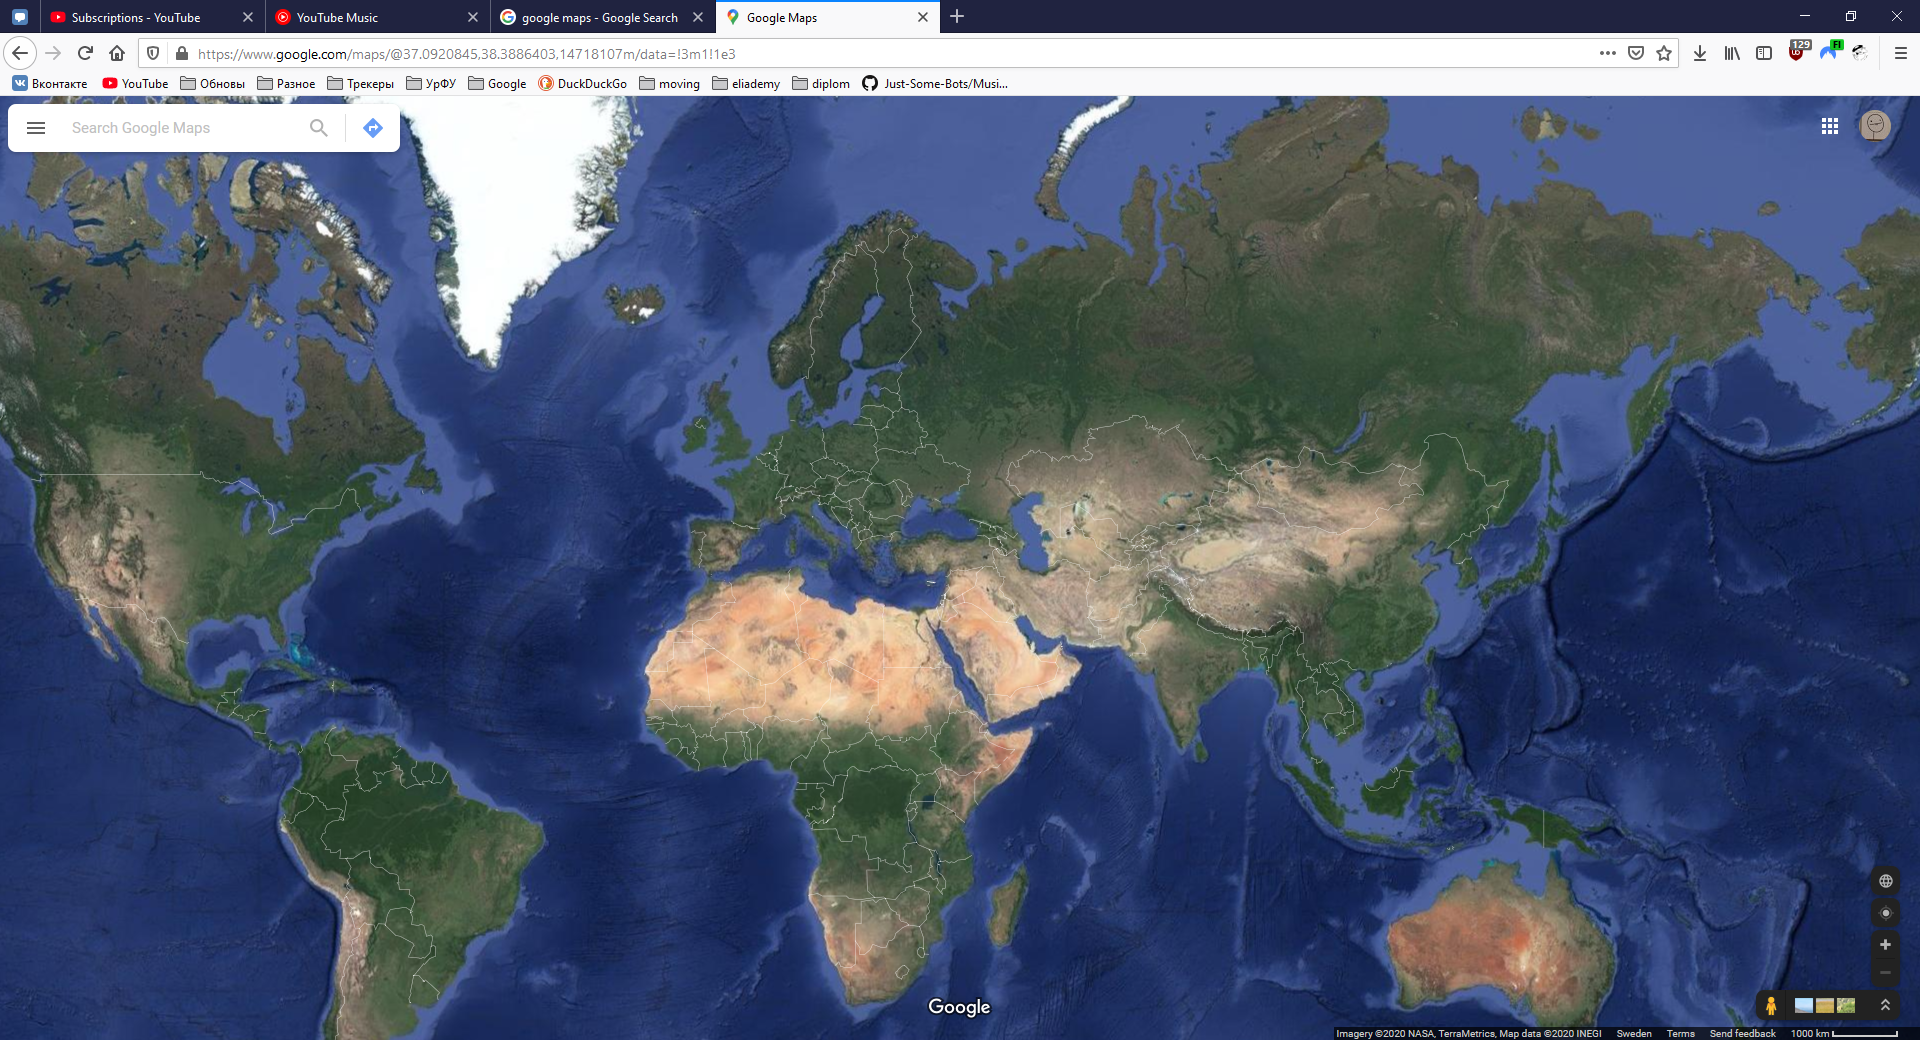 Subscriptions - YouTube
YouTube Music
google maps - Google Search
Google Maps
https://www.google.com/maps/@37.0920845,38.3886403,14718107m/data=!3m1!1e3
129
FI
Вконтакте
YouTube
Обновы
Разное
Трекеры
УрФУ
Google
DuckDuckGo
moving
eliademy
diplom
Just-Some-Bots/Musi...
Search Google Maps
Google
Imagery ©2020 NASA, TerraMetrics, Map data ©2020 INEGI Sweden Terms Send feedback 1000 km